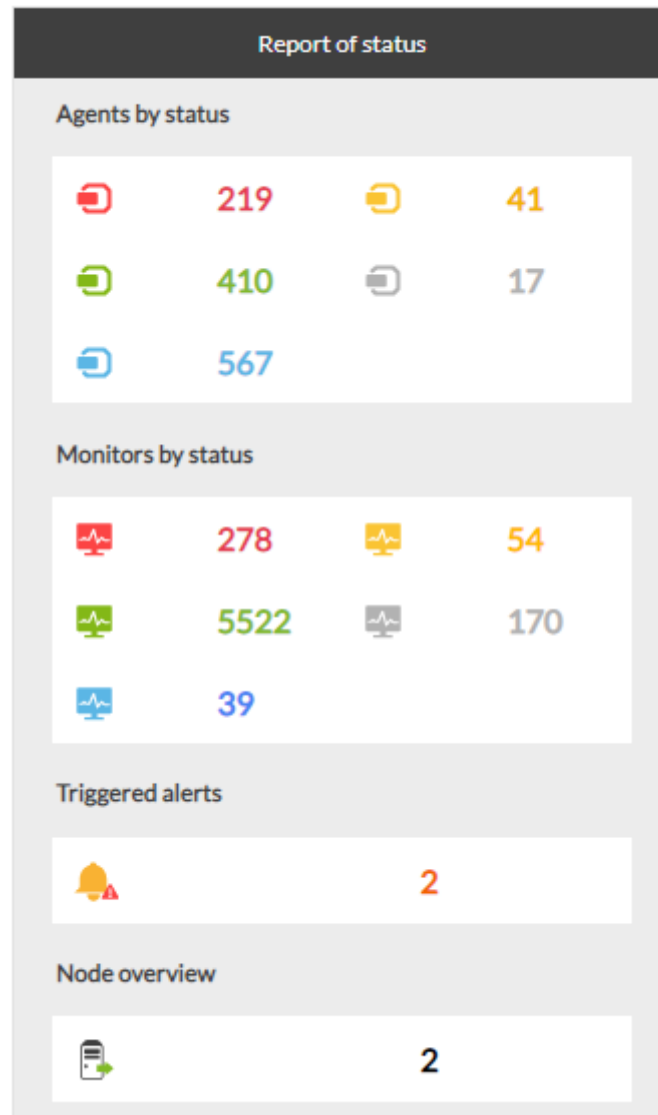 Report of status
Agents by status
219 41
410 17
567
Monitors by status
278 54
5522 170
39
Triggered alerts
2
Node overview
2